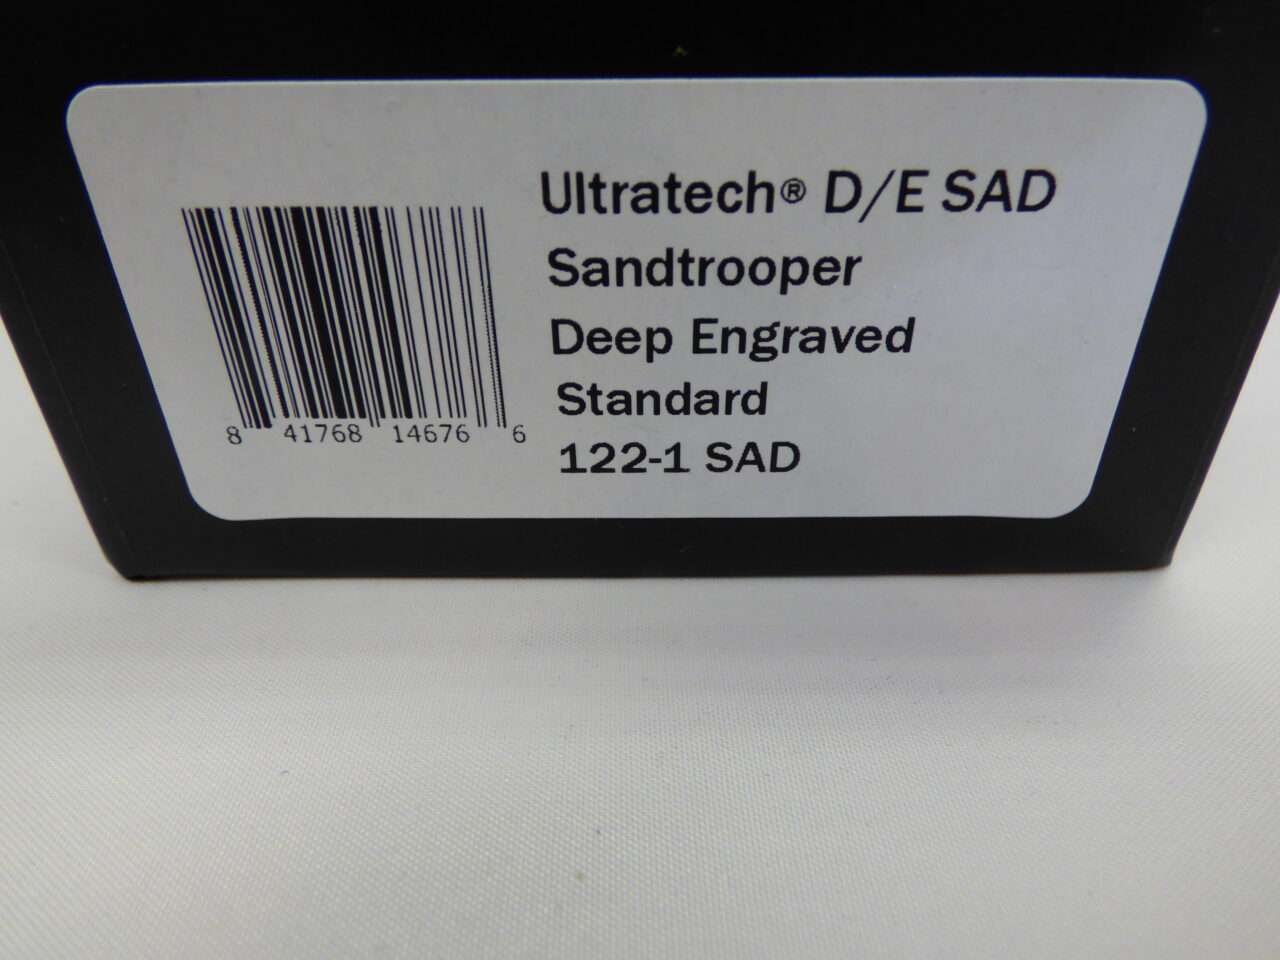 Ultratech® D/E SAD
Sandtrooper
Deep Engraved
Standard
122-1 SAD
8 41768 14676 6